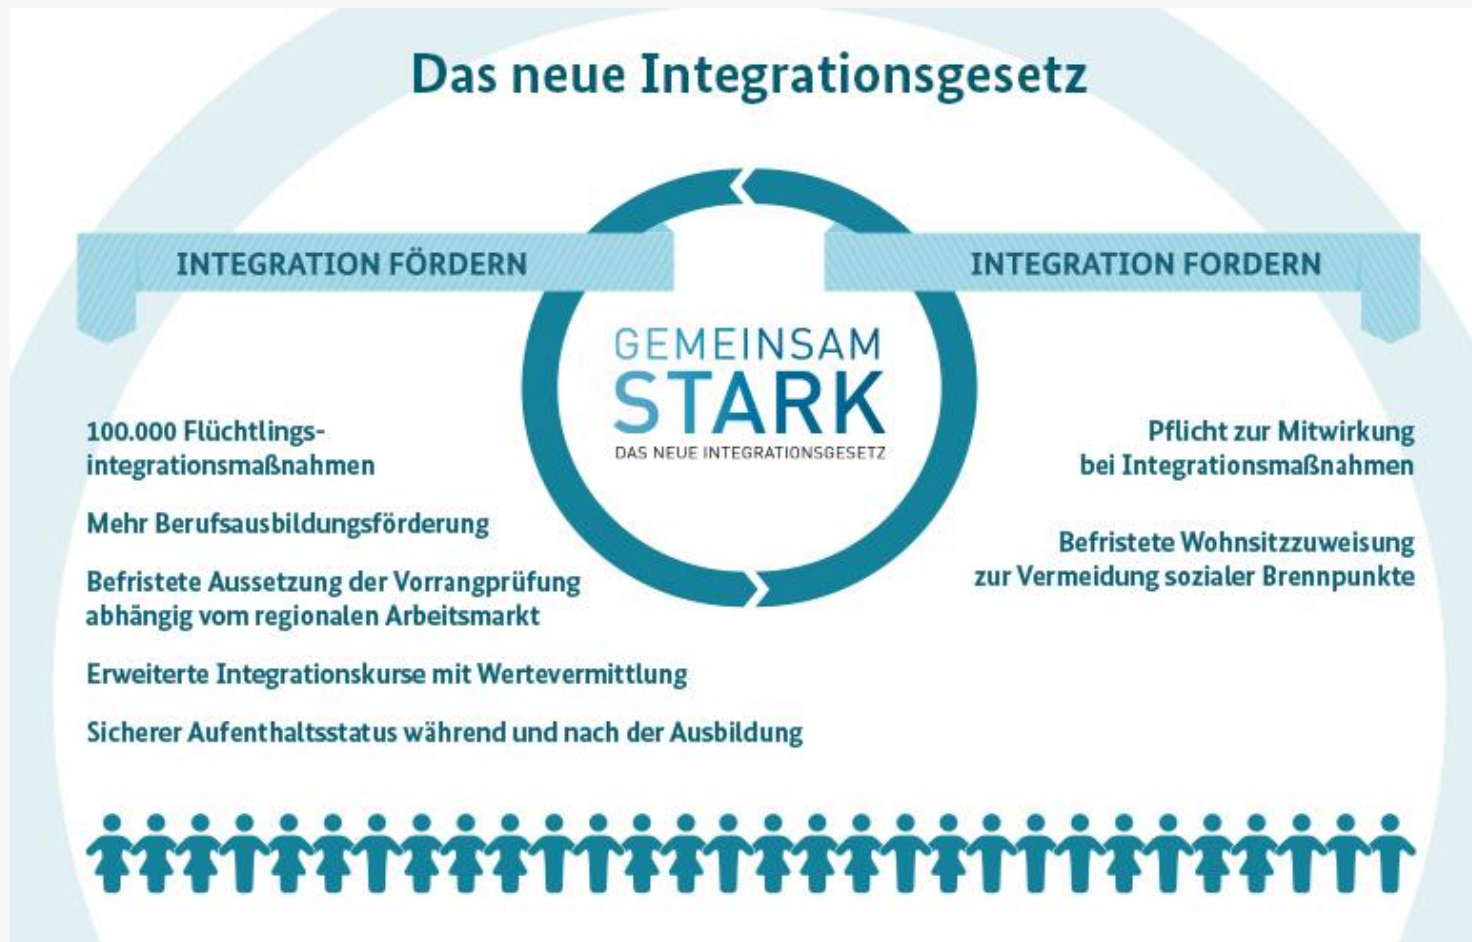 Das neue Integrationsgesetz
INTEGRATION FÖRDERN
INTEGRATION FORDERN
GEMEINSAM
STARK
DAS NEUE INTEGRATIONSGESETZ
100.000 Flüchtlings-
integrationsmaßnahmen
Mehr Berufsausbildungsförderung
Befristete Aussetzung der Vorrangprüfung
abhängig vom regionalen Arbeitsmarkt
Erweiterte Integrationskurse mit Wertevermittlung
Sicherer Aufenthaltsstatus während und nach der Ausbildung
Pflicht zur Mitwirkung
bei Integrationsmaßnahmen
Befristete Wohnsitzzuweisung
zur Vermeidung sozialer Brennpunkte